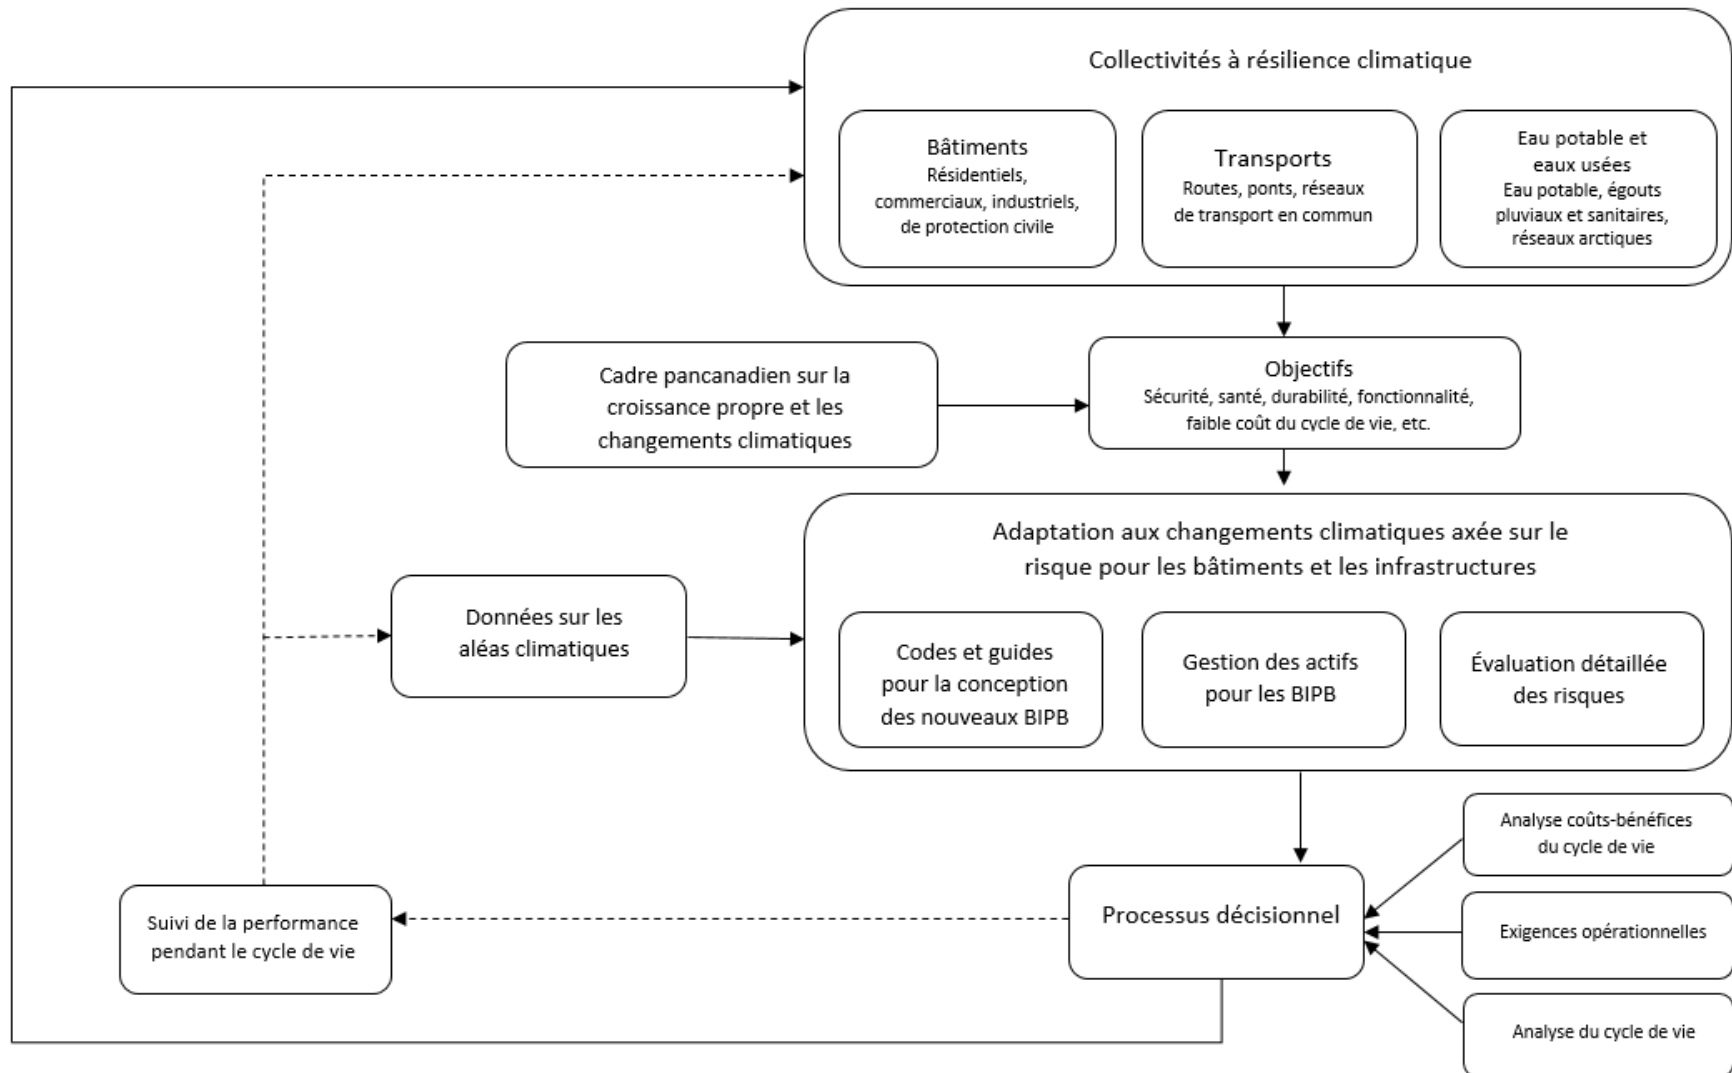 Collectivités à résilience climatique
Bâtiments
Résidentiels,
commerciaux, industriels,
de protection civile
Transports
Routes, ponts, réseaux
de transport en commun
Eau potable et
eaux usées
Eau potable, égouts
pluviaux et sanitaires,
réseaux arctiques
Cadre pancanadien sur la
croissance propre et les
changements climatiques
Objectifs
Sécurité, santé, durabilité, fonctionnalité,
faible coût du cycle de vie, etc.
Adaptation aux changements climatiques axée sur le
risque pour les bâtiments et les infrastructures
Données sur les
aléas climatiques
Codes et guides
pour la conception
des nouveaux BIPB
Gestion des actifs
pour les BIPB
Évaluation détaillée
des risques
Analyse coûts-bénéfices
du cycle de vie
Processus décisionnel
Exigences opérationnelles
Suivi de la performance
pendant le cycle de vie
Analyse du cycle de vie